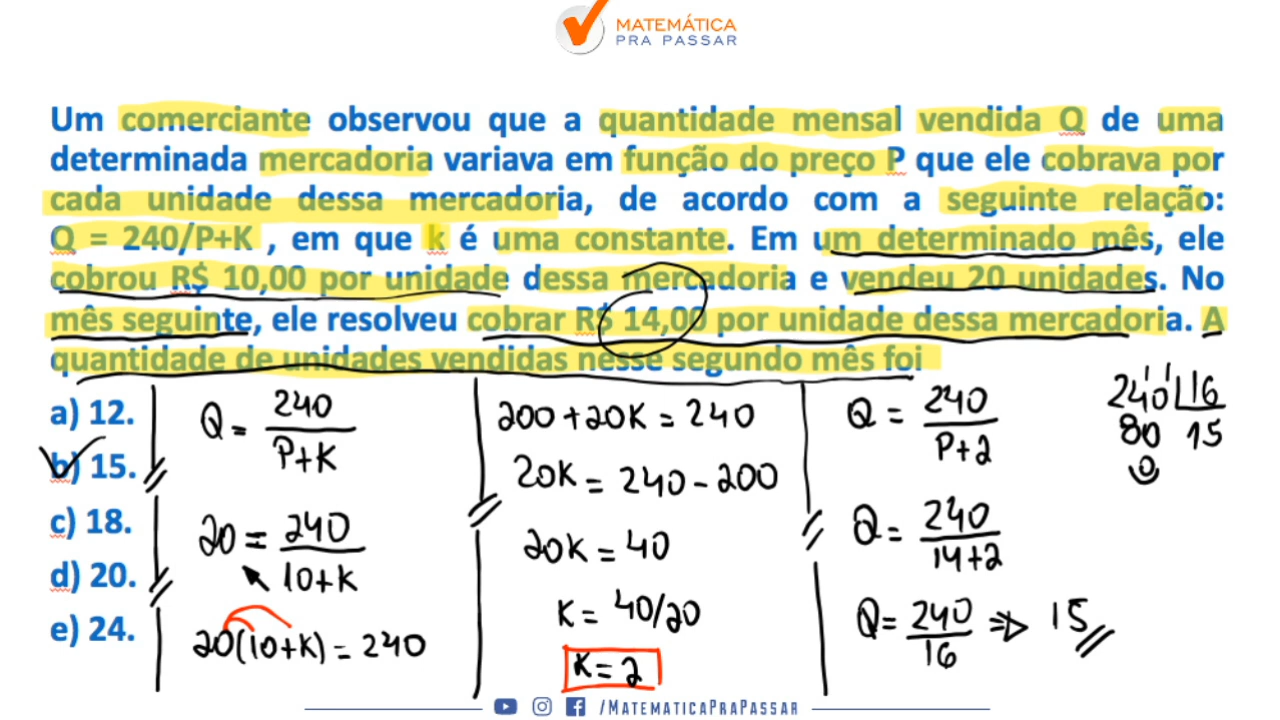 MATEMÁTICA
PRA PASSAR
Um comerciante observou que a quantidade mensal vendida Q de uma
determinada mercadoria variava em função do preço P que ele cobrava por
cada unidade dessa mercadoria, de acordo com a seguinte relação:
Q = 240/P+K , em que k é uma constante. Em um determinado mês, ele
cobrou R$ 10,00 por unidade dessa mercadoria e vendeu 20 unidades. No
mês seguinte, ele resolveu cobrar R$ 14,00 por unidade dessa mercadoria. A
quantidade de unidades vendidas nesse segundo mês foi
a) 12.
b) 15.
c) 18.
d) 20.
e) 24.
Q = 240/P+K
20 = 240/10+K
20(10+K) = 240
200 + 20K = 240
20K = 240 - 200
20K = 40
K = 40/20
K = 2
Q = 240/P+2
Q = 240/14+2
Q = 240/16 ⇒ 15
240 16
80 15
0
/MatematicaPraPassar